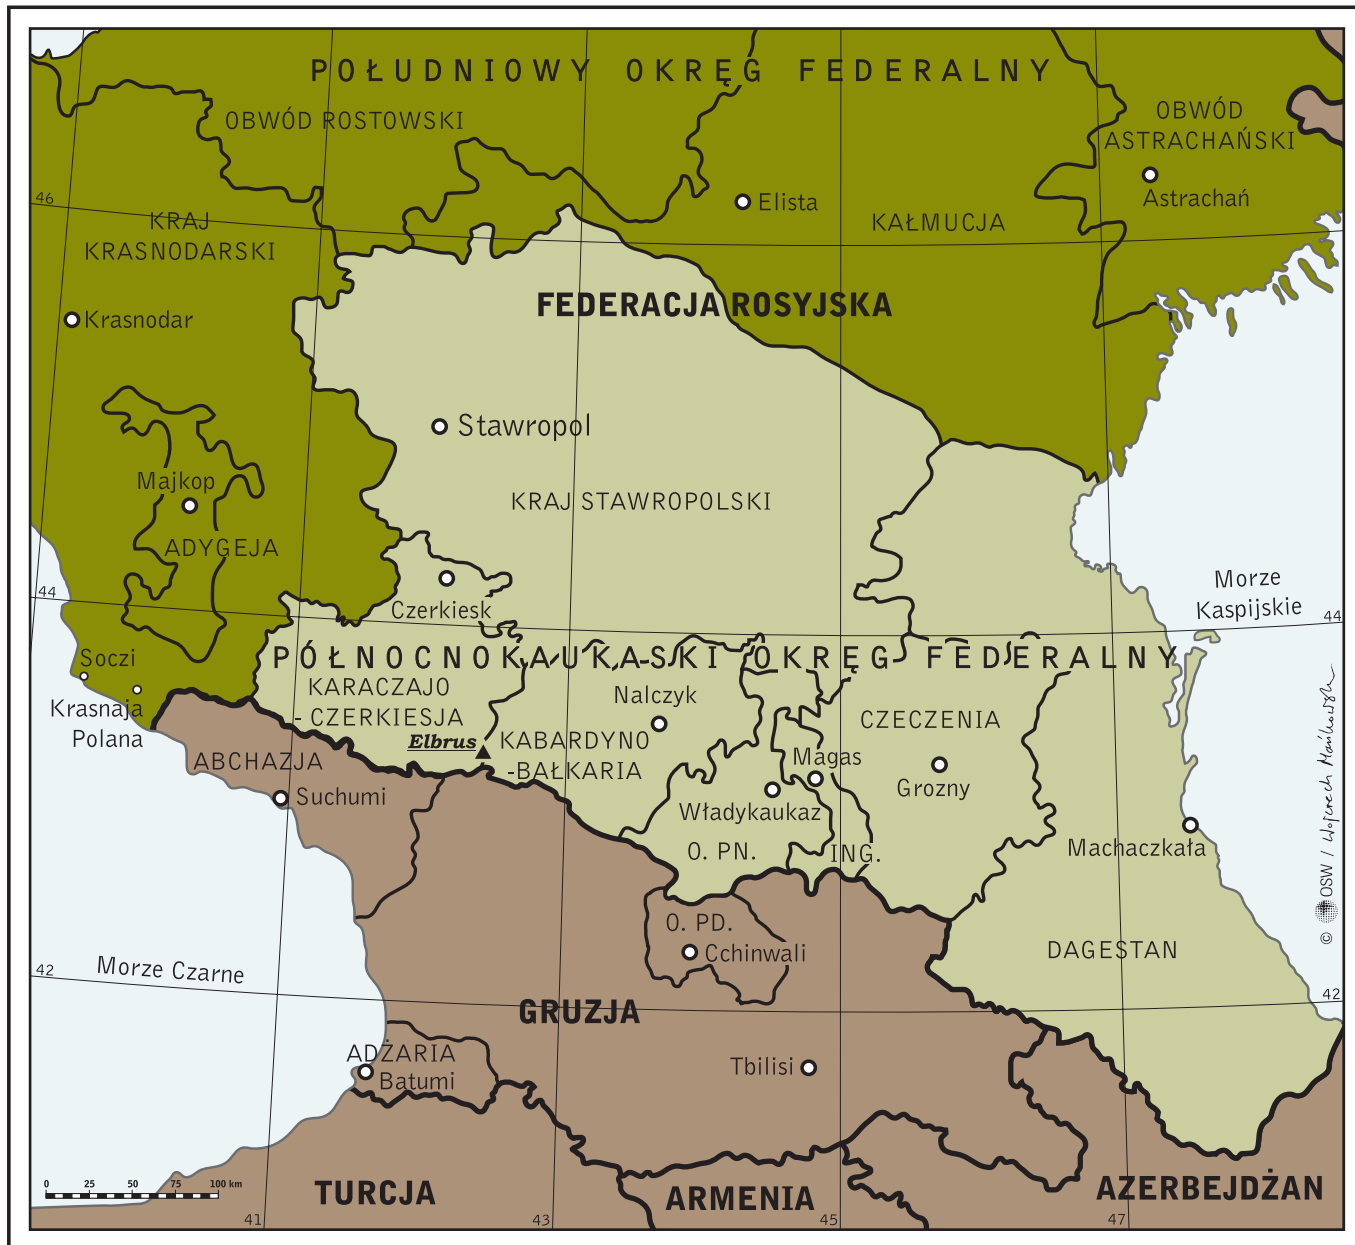 POŁUDNIOWY OKRĘG FEDERALNY
OBWÓD ROSTOWSKI
OBWÓD
ASTRACHAŃSKI
Astrachań
46
Elista
KAŁMUCJA
KRAJ
KRASNODARSKI
FEDERACJA ROSYJSKA
Krasnodar
Stawropol
Majkop
KRAJ STAWROPOLSKI
ADYGEJA
Morze
Kaspijskie
44
44
Czerkiesk
PÓŁNOCNOKAUKASKI OKRĘG FEDERALNY
Soczi
KARACZAJO
- CZERKIESJA
Nalczyk
Krasnaja
Polana
CZECZENIA
Elbrus
KABARDYNO
-BAŁKARIA
Magas
ABCHAZJA
Grozny
Suchumi
Władykaukaz
O. PN.
ING.
Machaczkała
© OSW / Wojciech Mańkowski
O. PD.
Cchinwali
DAGESTAN
42
Morze Czarne
42
GRUZJA
ADŻARIA
Batumi
Tbilisi
0 25 50 75 100 km
TURCJA
ARMENIA
AZERBEJDŻAN
41
43
45
47